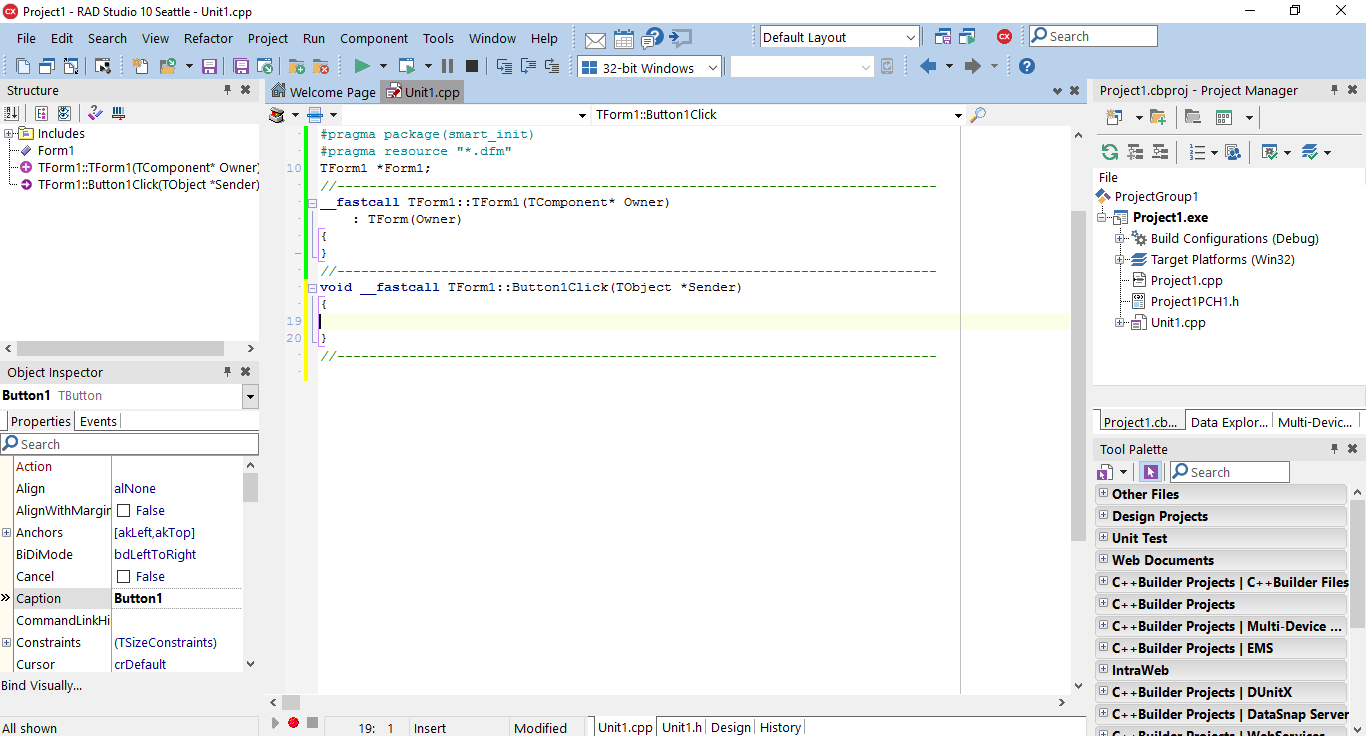 Project1 - RAD Studio 10 Seattle - Unit1.cpp
File Edit Search View Refactor Project Run Component Tools Window Help
Default Layout
Search
32-bit Windows
Structure
Includes
Form1
TForm1::TForm1(TComponent* Owner)
TForm1::Button1Click(TObject *Sender)
Object Inspector
Button1 TButton
Properties Events
Search
Action
Align alNone
AlignWithMargin False
Anchors [akLeft,akTop]
BiDiMode bdLeftToRight
Cancel False
Caption Button1
CommandLinkHi
Constraints (TSizeConstraints)
Cursor crDefault
Bind Visually...
All shown
Welcome Page Unit1.cpp
TForm1::Button1Click
#pragma package(smart_init)
#pragma resource "*.dfm"
10 TForm1 *Form1;
//---------------------------------------------------------------------------
__fastcall TForm1::TForm1(TComponent* Owner)
: TForm(Owner)
{
}
//---------------------------------------------------------------------------
void __fastcall TForm1::Button1Click(TObject *Sender)
{
19
20 }
//---------------------------------------------------------------------------
19: 1 Insert Modified Unit1.cpp Unit1.h Design History
Project1.cbproj - Project Manager
File
ProjectGroup1
Project1.exe
Build Configurations (Debug)
Target Platforms (Win32)
Project1.cpp
Project1PCH1.h
Unit1.cpp
Project1.cb... Data Explor... Multi-Devic...
Tool Palette
Search
Other Files
Design Projects
Unit Test
Web Documents
C++Builder Projects | C++Builder Files
C++Builder Projects
C++Builder Projects | Multi-Device ...
C++Builder Projects | EMS
IntraWeb
C++Builder Projects | DUnitX
C++Builder Projects | DataSnap Server
C++Builder Projects | WebServices